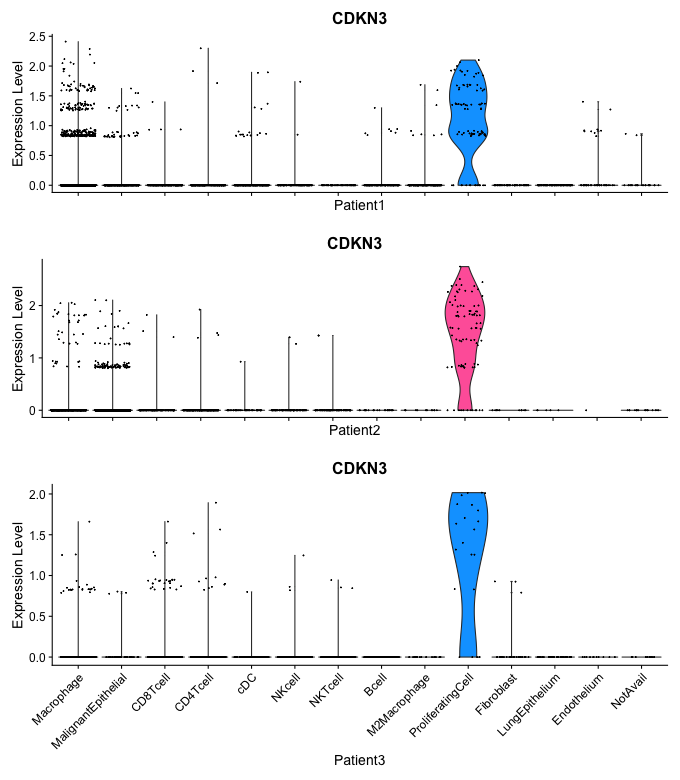 CDKN3
Expression Level
2.5
2.0
1.5
1.0
0.5
0.0
Patient1
CDKN3
Expression Level
2
1
0
Patient2
CDKN3
Expression Level
2.0
1.5
1.0
0.5
0.0
Macrophage
MalignantEpithelial
CD8Tcell
CD4Tcell
cDC
NKcell
NKTcell
Bcell
M2Macrophage
ProliferatingCell
Fibroblast
LungEpithelium
Endothelium
NotAvail
Patient3